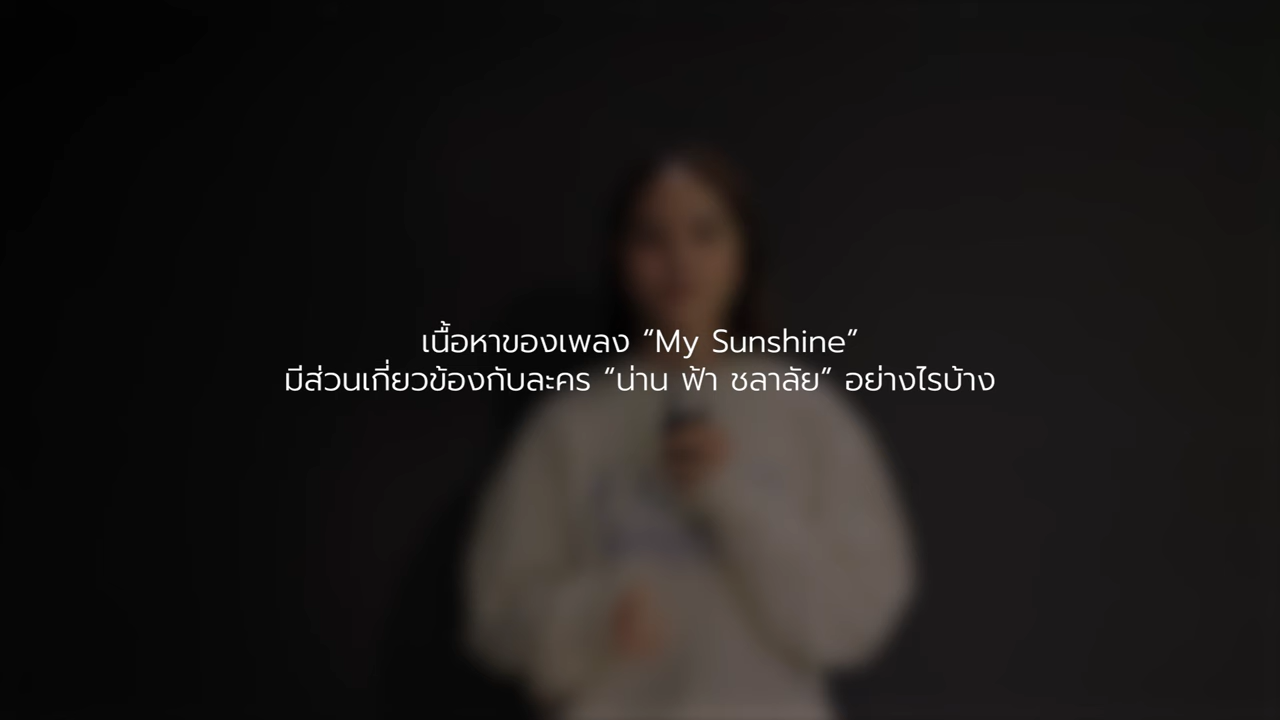 เนื้อหาของเพลง “My Sunshine”
มีส่วนเกี่ยวข้องกับละคร “น่าน ฟ้า ชลาลัย” อย่างไรบ้าง